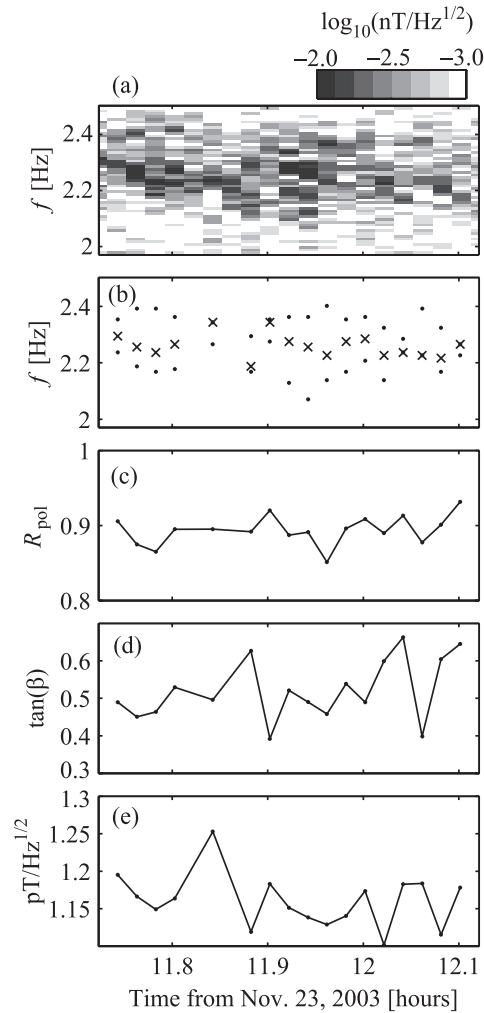 log10(nT/Hz1/2)
−2.0 −2.5 −3.0
(a)
2.4
2.2
2
f [Hz]
(b)
2.4
2.2
2
f [Hz]
(c)
1
0.9
0.8
Rpol
(d)
0.6
0.5
0.4
0.3
tan(β)
(e)
1.3
1.25
1.2
1.15
pT/Hz1/2
11.8 11.9 12 12.1
Time from Nov. 23, 2003 [hours]